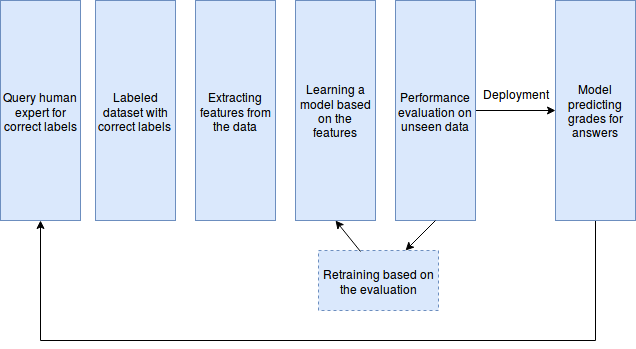 Query human
expert for
correct labels
Labeled
dataset with
correct labels
Extracting
features from
the data
Learning a
model based
on the
features
Performance
evaluation on
unseen data
Deployment
Model
predicting
grades for
answers
Retraining based on
the evaluation